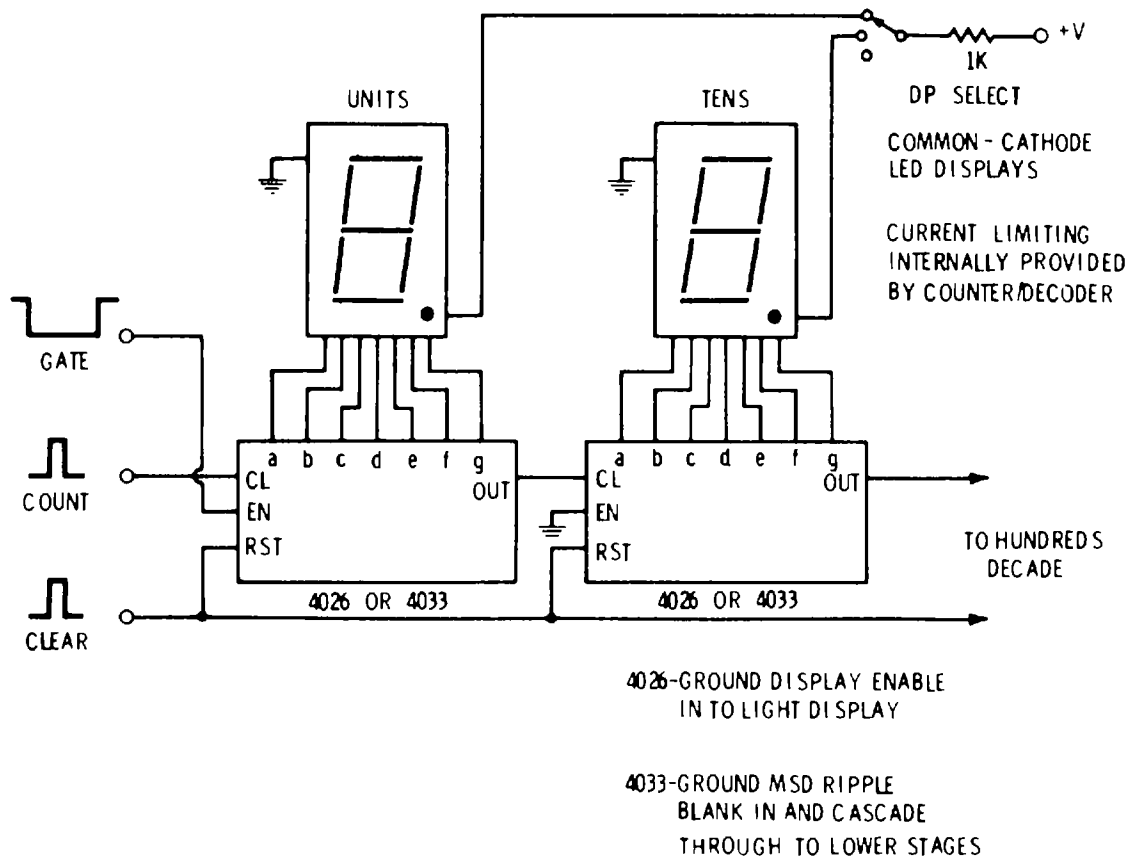 +V
1K
DP SELECT
UNITS
TENS
COMMON-CATHODE
LED DISPLAYS
CURRENT LIMITING
INTERNALLY PROVIDED
BY COUNTER/DECODER
GATE
COUNT
CLEAR
a b c d e f g
CL
EN
RST
OUT
4026 OR 4033
a b c d e f g
CL
EN
RST
OUT
4026 OR 4033
TO HUNDREDS
DECADE
4026-GROUND DISPLAY ENABLE
IN TO LIGHT DISPLAY
4033-GROUND MSD RIPPLE
BLANK IN AND CASCADE
THROUGH TO LOWER STAGES